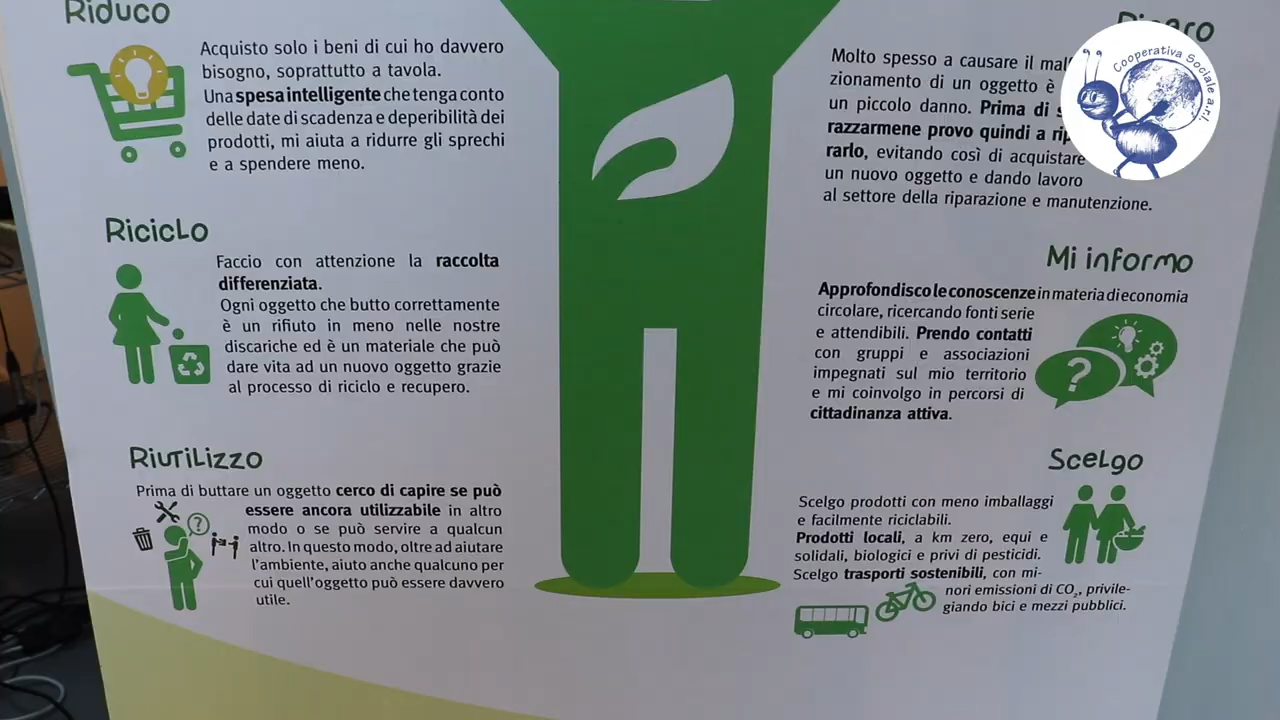 Riduco
Acquisto solo i beni di cui ho davvero
bisogno, soprattutto a tavola.
Una spesa intelligente che tenga conto
delle date di scadenza e deperibilità dei
prodotti, mi aiuta a ridurre gli sprechi
e a spendere meno.
Riciclo
Faccio con attenzione la raccolta
differenziata.
Ogni oggetto che butto correttamente
è un rifiuto in meno nelle nostre
discariche ed è un materiale che può
dare vita ad un nuovo oggetto grazie
al processo di riciclo e recupero.
Riutilizzo
Prima di buttare un oggetto cerco di capire se può
essere ancora utilizzabile in altro
modo o se può servire a qualcun
altro. In questo modo, oltre ad aiutare
l'ambiente, aiuto anche qualcuno per
cui quell'oggetto può essere davvero
utile.
?
Molto spesso a causare il
zionamento di un oggetto è
un piccolo danno. Prima di
razzarmene provo quindi a
rarlo, evitando così di acquistare
un nuovo oggetto e dando lavoro
al settore della riparazione e manutenzione.
Mi informo
Approfondisco le conoscenze in materia di economia
circolare, ricercando fonti serie
e attendibili. Prendo contatti
con gruppi e associazioni
impegnati sul mio territorio
e mi coinvolgo in percorsi di
cittadinanza attiva.
?
Scelgo
Scelgo prodotti con meno imballaggi
e facilmente riciclabili.
Prodotti locali, a km zero, equi e
solidali, biologici e privi di pesticidi.
Scelgo trasporti sostenibili, con mi-
nori emissioni di CO2, privile-
giando bici e mezzi pubblici.
Cooperativa Sociale a.r.l.